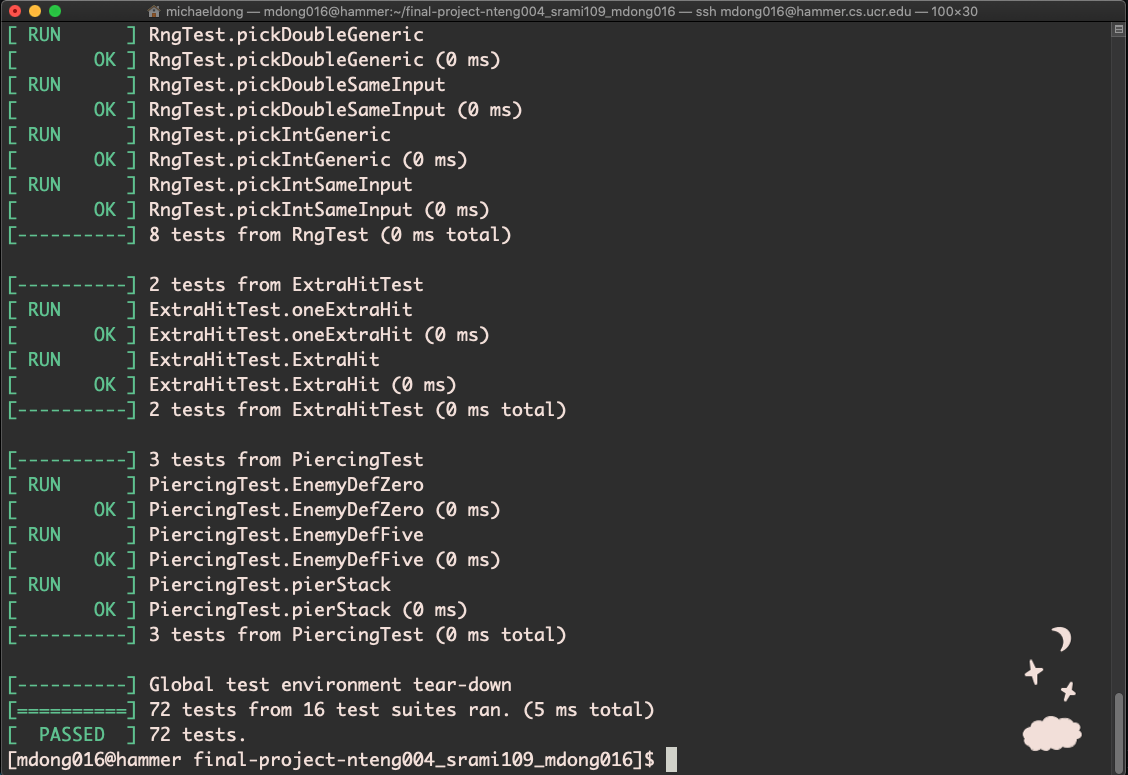 michaeldong — mdong016@hammer:~/final-project-nteng004_srami109_mdong016 — ssh mdong016@hammer.cs.ucr.edu — 100×30
[ RUN      ] RngTest.pickDoubleGeneric
[       OK ] RngTest.pickDoubleGeneric (0 ms)
[ RUN      ] RngTest.pickDoubleSameInput
[       OK ] RngTest.pickDoubleSameInput (0 ms)
[ RUN      ] RngTest.pickIntGeneric
[       OK ] RngTest.pickIntGeneric (0 ms)
[ RUN      ] RngTest.pickIntSameInput
[       OK ] RngTest.pickIntSameInput (0 ms)
[----------] 8 tests from RngTest (0 ms total)
[----------] 2 tests from ExtraHitTest
[ RUN      ] ExtraHitTest.oneExtraHit
[       OK ] ExtraHitTest.oneExtraHit (0 ms)
[ RUN      ] ExtraHitTest.ExtraHit
[       OK ] ExtraHitTest.ExtraHit (0 ms)
[----------] 2 tests from ExtraHitTest (0 ms total)
[----------] 3 tests from PiercingTest
[ RUN      ] PiercingTest.EnemyDefZero
[       OK ] PiercingTest.EnemyDefZero (0 ms)
[ RUN      ] PiercingTest.EnemyDefFive
[       OK ] PiercingTest.EnemyDefFive (0 ms)
[ RUN      ] PiercingTest.pierStack
[       OK ] PiercingTest.pierStack (0 ms)
[----------] 3 tests from PiercingTest (0 ms total)
[----------] Global test environment tear-down
[==========] 72 tests from 16 test suites ran. (5 ms total)
[  PASSED  ] 72 tests.
[mdong016@hammer final-project-nteng004_srami109_mdong016]$